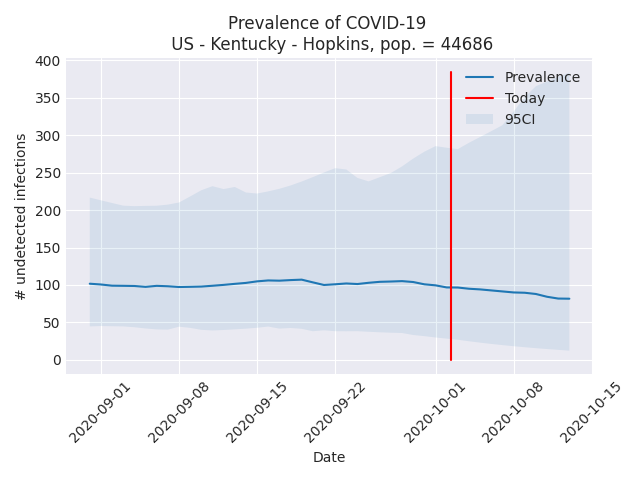 Prevalence of COVID-19
US - Kentucky - Hopkins, pop. = 44686
400
350
300
250
200
150
100
50
0
# undetected infections
Prevalence
Today
95CI
2020-09-01
2020-09-08
2020-09-15
2020-09-22
2020-10-01
2020-10-08
2020-10-15
Date